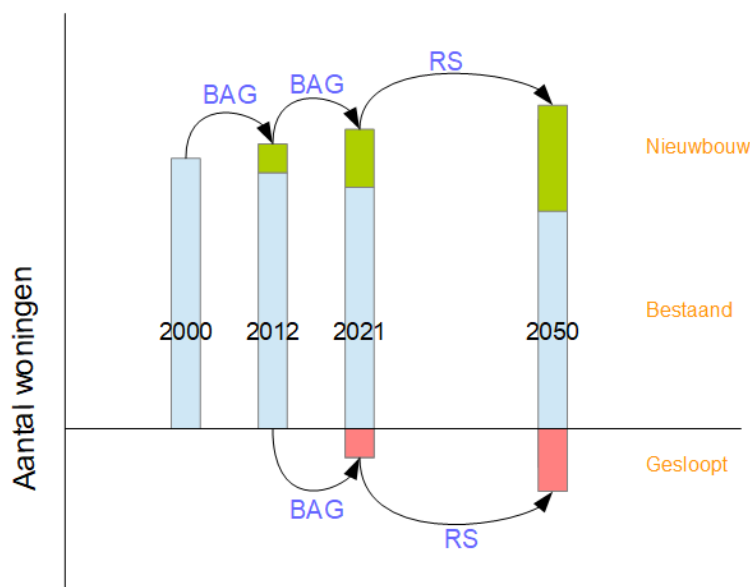 RS
BAG
BAG
Nieuwbouw
Bestaand
2000
2012
2021
2050
Aantal woningen
Gesloopt
BAG
RS